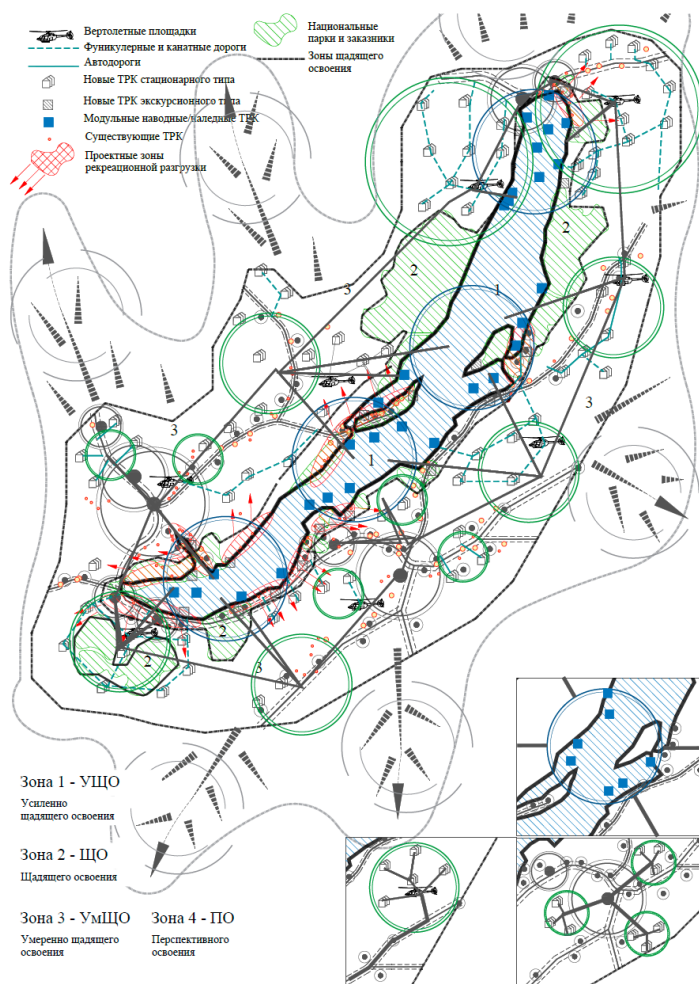 Вертолетные площадки
Фуникулерные и канатные дороги
Автодороги
Новые ТРК стационарного типа
Новые ТРК экскурсионного типа
Модульные наводные/наледные ТРК
Существующие ТРК
Проектные зоны
рекреационной разгрузки
Национальные
парки и заказники
Зоны щадящего
освоения
2
2
3
1
3
3
1
2
2
3
Зона 1 - УЩО
Усиленно
щадящего освоения
Зона 2 - ЩО
Щадящего освоения
Зона 3 - УмЩО
Умеренно щадящего
освоения
Зона 4 - ПО
Перспективного
освоения